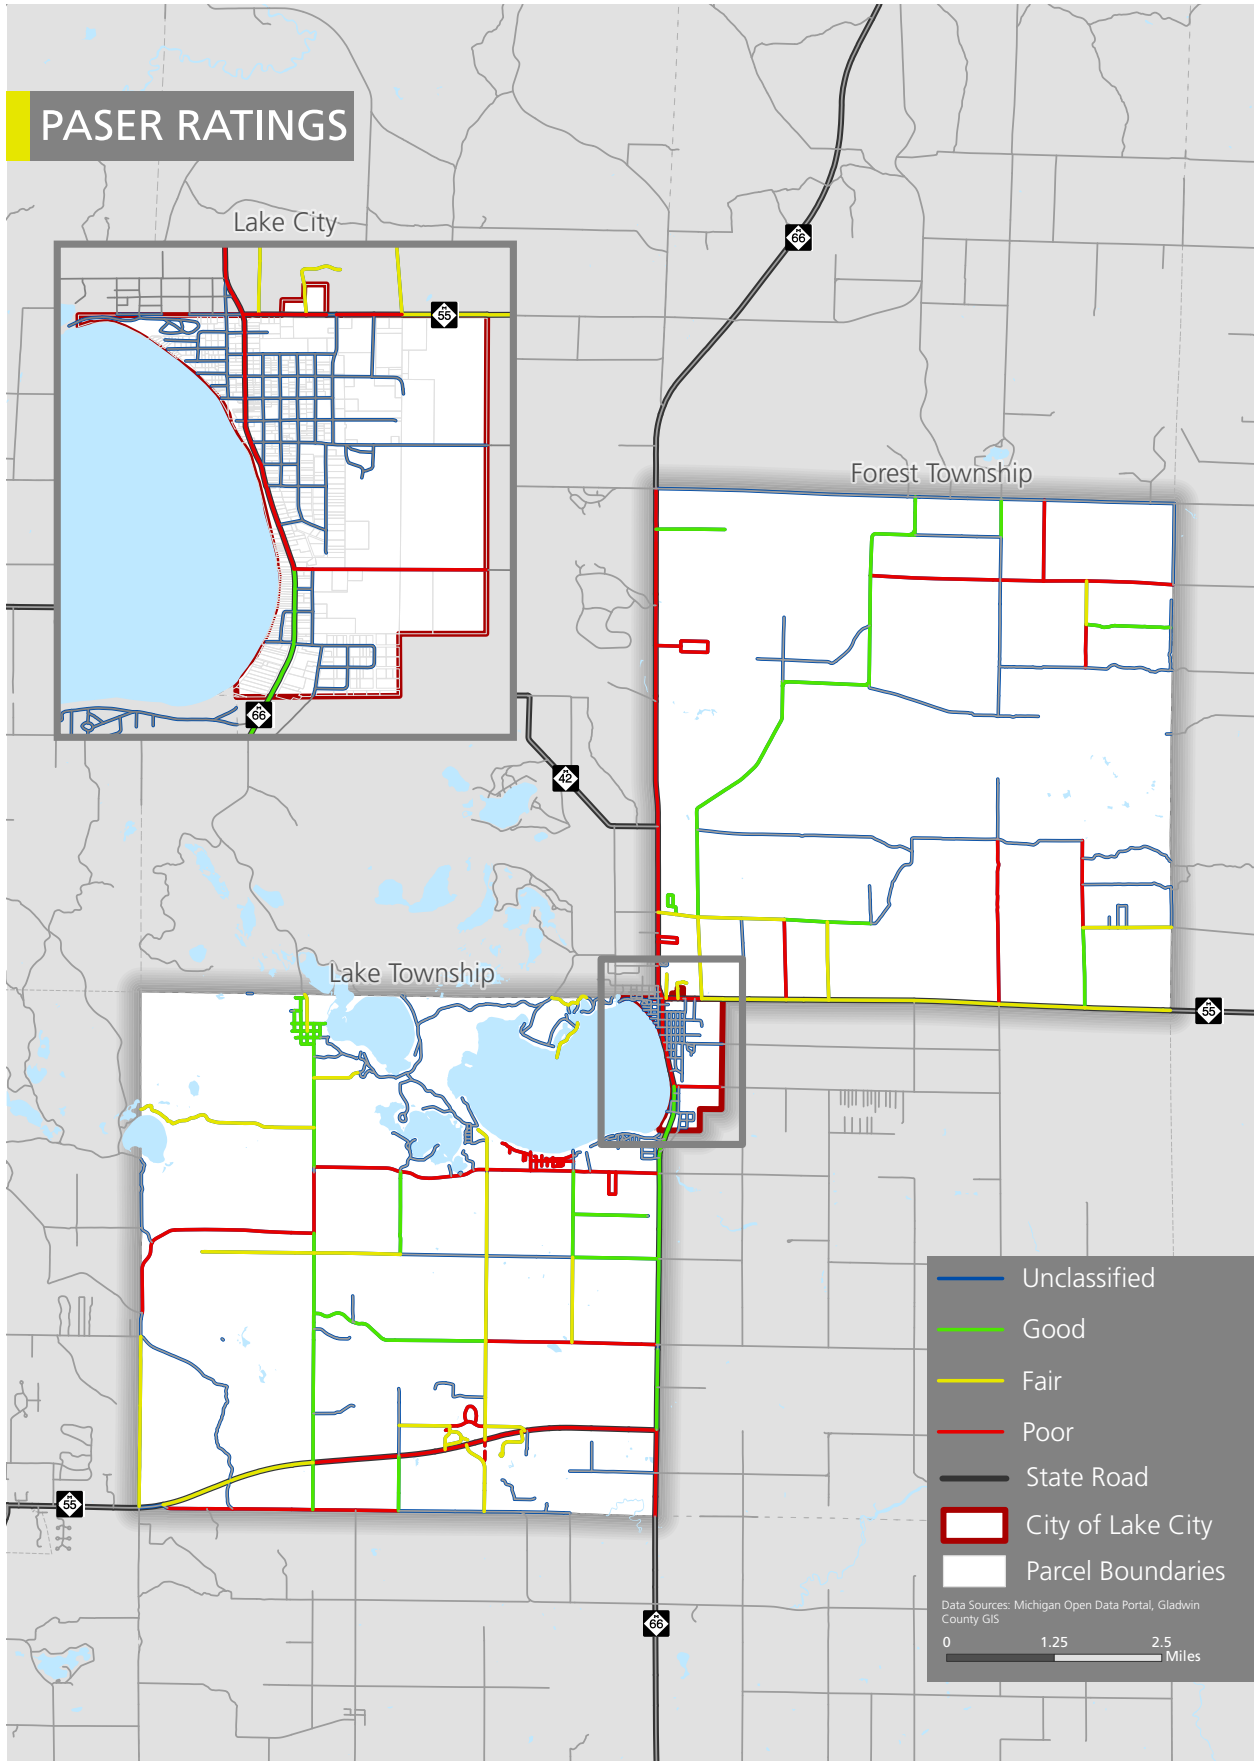 PASER RATINGS
Lake City
M
66
M
55
Forest Township
M
66
M
42
Lake Township
M
55
M
55
M
66
Unclassified
Good
Fair
Poor
State Road
City of Lake City
Parcel Boundaries
Data Sources: Michigan Open Data Portal, Gladwin
County GIS
0 1.25 2.5
Miles